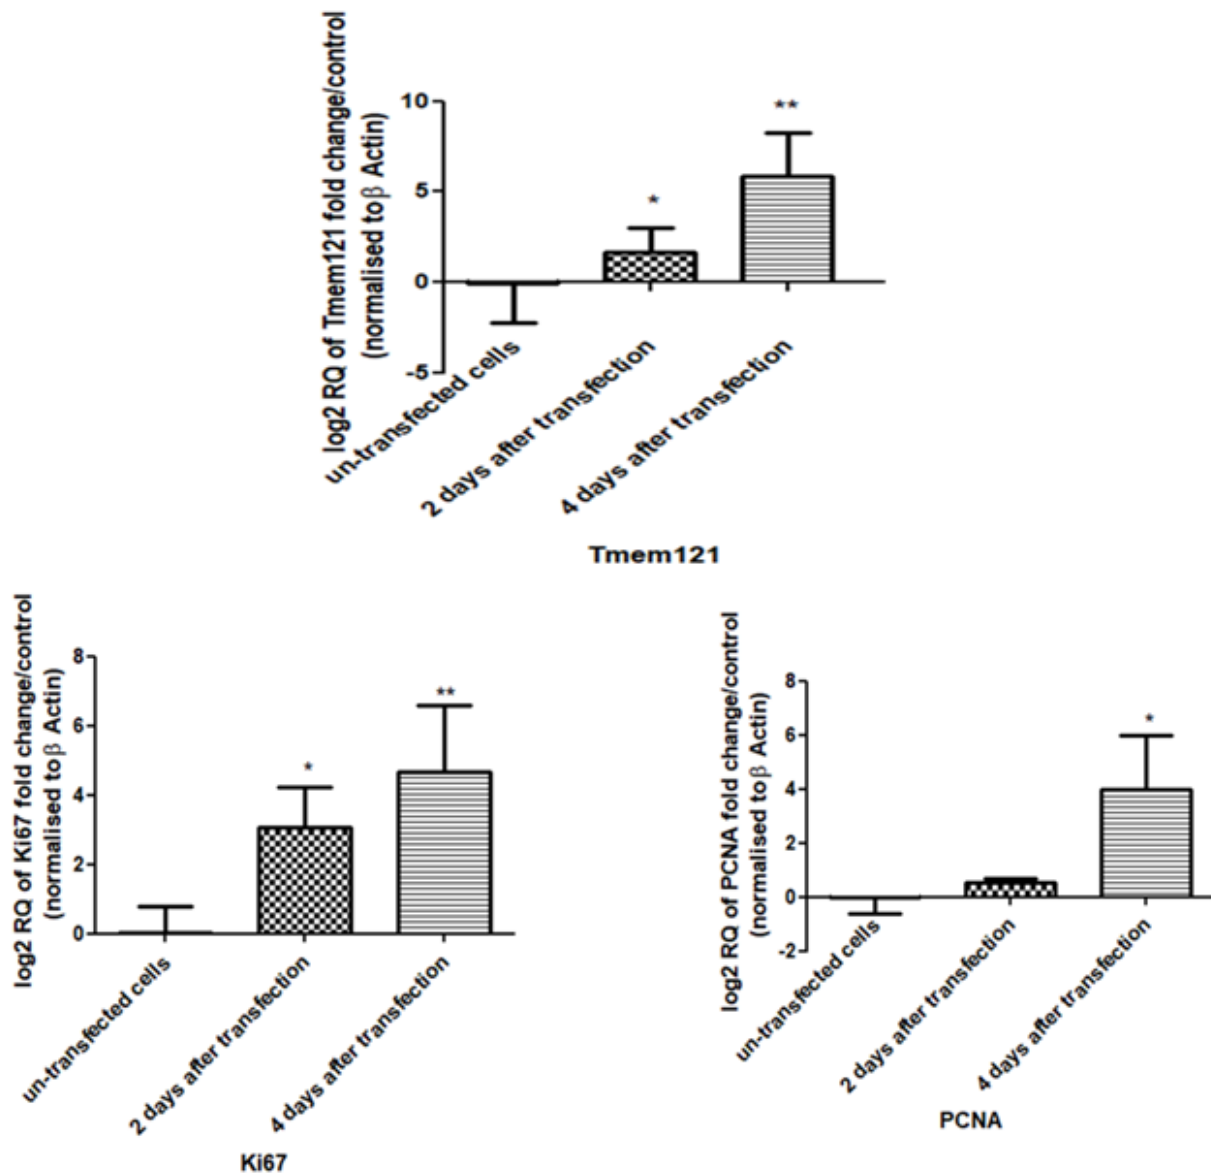 log2 RQ of Tmem121 fold change/control
(normalised to β Actin)
10
5
0
-5
*
**
un-transfected cells
2 days after transfection
4 days after transfection
Tmem121
log2 RQ of Ki67 fold change/control
(normalised to β Actin)
8
6
4
2
0
*
**
un-transfected cells
2 days after transfection
4 days after transfection
Ki67
log2 RQ of PCNA fold change/control
(normalised to β Actin)
8
6
4
2
0
-2
*
un-transfected cells
2 days after transfection
4 days after transfection
PCNA